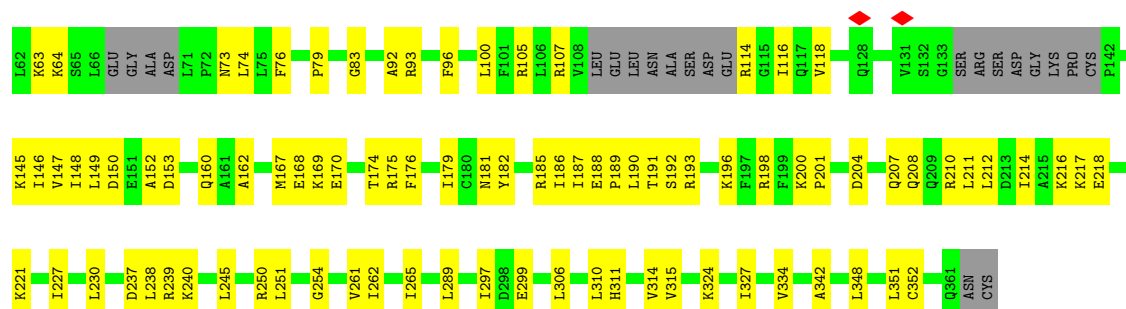 L62 K63 K64 S65 L66 GLU GLY ALA ASP L71 P72 N73 L74 L75 F76 P79 G83 A92 R93 F96 L100 F101 R105 L106 R107 V108 LEU GLU LEU ASN ALA SER ASP GLU R114 G115 I116 Q117 V118 Q128 V131 S132 G133 SER ARG SER ASP GLY LYS PRO CYS P142
K145 I146 V147 I148 L149 D150 E151 A152 D153 Q160 A161 A162 M167 E168 K169 E170 T174 R175 F176 I179 C180 N181 Y182 R185 I186 I187 E188 P189 L190 T191 S192 R193 K196 F197 R198 F199 K200 P201 D204 Q207 Q208 Q209 R210 L211 L212 D213 I214 A215 K216 K217 E218
K221 I227 L230 D237 L238 R239 K240 L245 R250 L251 G254 V261 I262 I265 L289 I297 D298 E299 L306 L310 H311 V314 V315 K324 I327 V334 A342 L348 L351 C352 Q361 ASN CYS